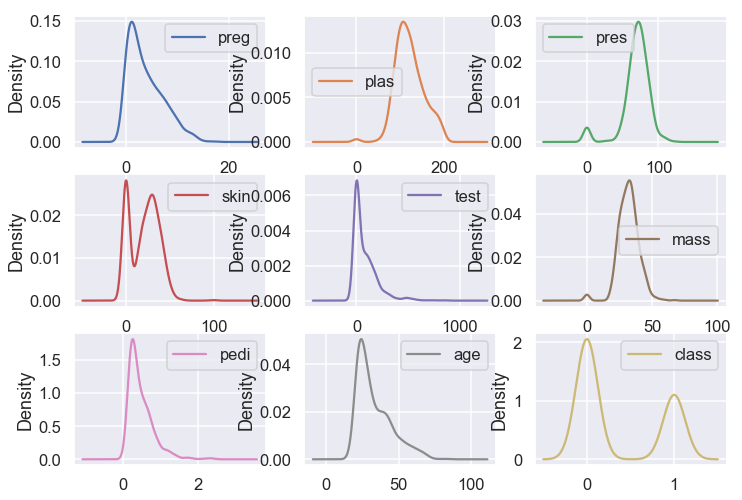 Density
0.15
0.10
0.05
0.00
preg
0
20
Density
0.010
0.005
0.000
plas
0
200
Density
0.03
0.02
0.01
0.00
pres
0
100
Density
0.02
0.01
0.00
skin
0
100
Density
0.006
0.004
0.002
0.000
test
0
1000
Density
0.04
0.02
0.00
mass
0
50
100
Density
1.5
1.0
0.5
0.0
pedi
0
2
Density
0.04
0.02
0.00
age
0
50
100
Density
2
1
0
class
0
1